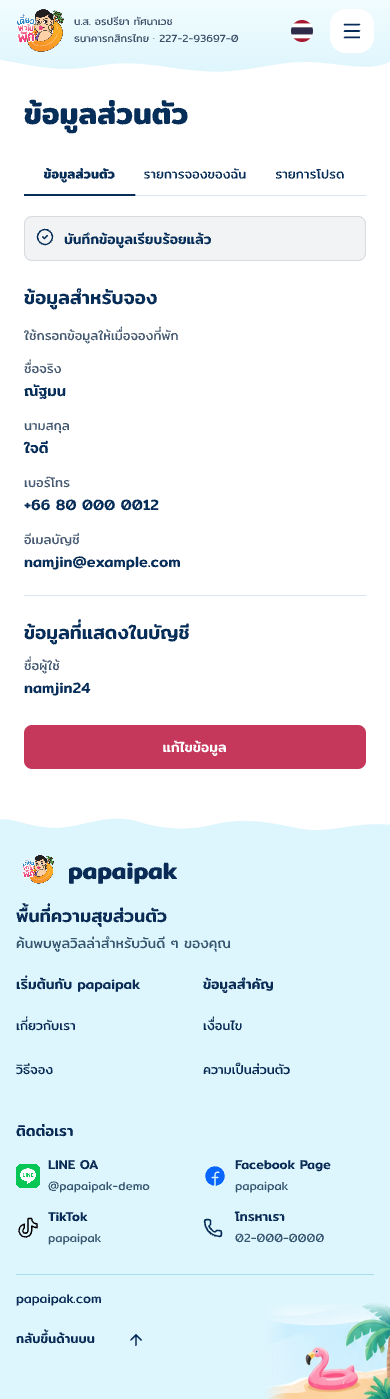 น.ส. อรปรียา ทัศนาเวช
ธนาคารกสิกรไทย · 227-2-93697-0
ข้อมูลส่วนตัว
ข้อมูลส่วนตัว
รายการจองของฉัน
รายการโปรด
บันทึกข้อมูลเรียบร้อยแล้ว
ข้อมูลสำหรับจอง
ใช้กรอกข้อมูลให้เมื่อจองที่พัก
ชื่อจริง
ณัฐมน
นามสกุล
ใจดี
เบอร์โทร
+66 80 000 0012
อีเมลบัญชี
namjin@example.com
ข้อมูลที่แสดงในบัญชี
ชื่อผู้ใช้
namjin24
แก้ไขข้อมูล
papaipak
พื้นที่ความสุขส่วนตัว
ค้นพบพูลวิลล่าสำหรับวันดี ๆ ของคุณ
เริ่มต้นกับ papaipak
ข้อมูลสำคัญ
เกี่ยวกับเรา
เงื่อนไข
วิธีจอง
ความเป็นส่วนตัว
ติดต่อเรา
LINE OA
@papaipak-demo
Facebook Page
papaipak
TikTok
papaipak
โทรหาเรา
02-000-0000
papaipak.com
กลับขึ้นด้านบน